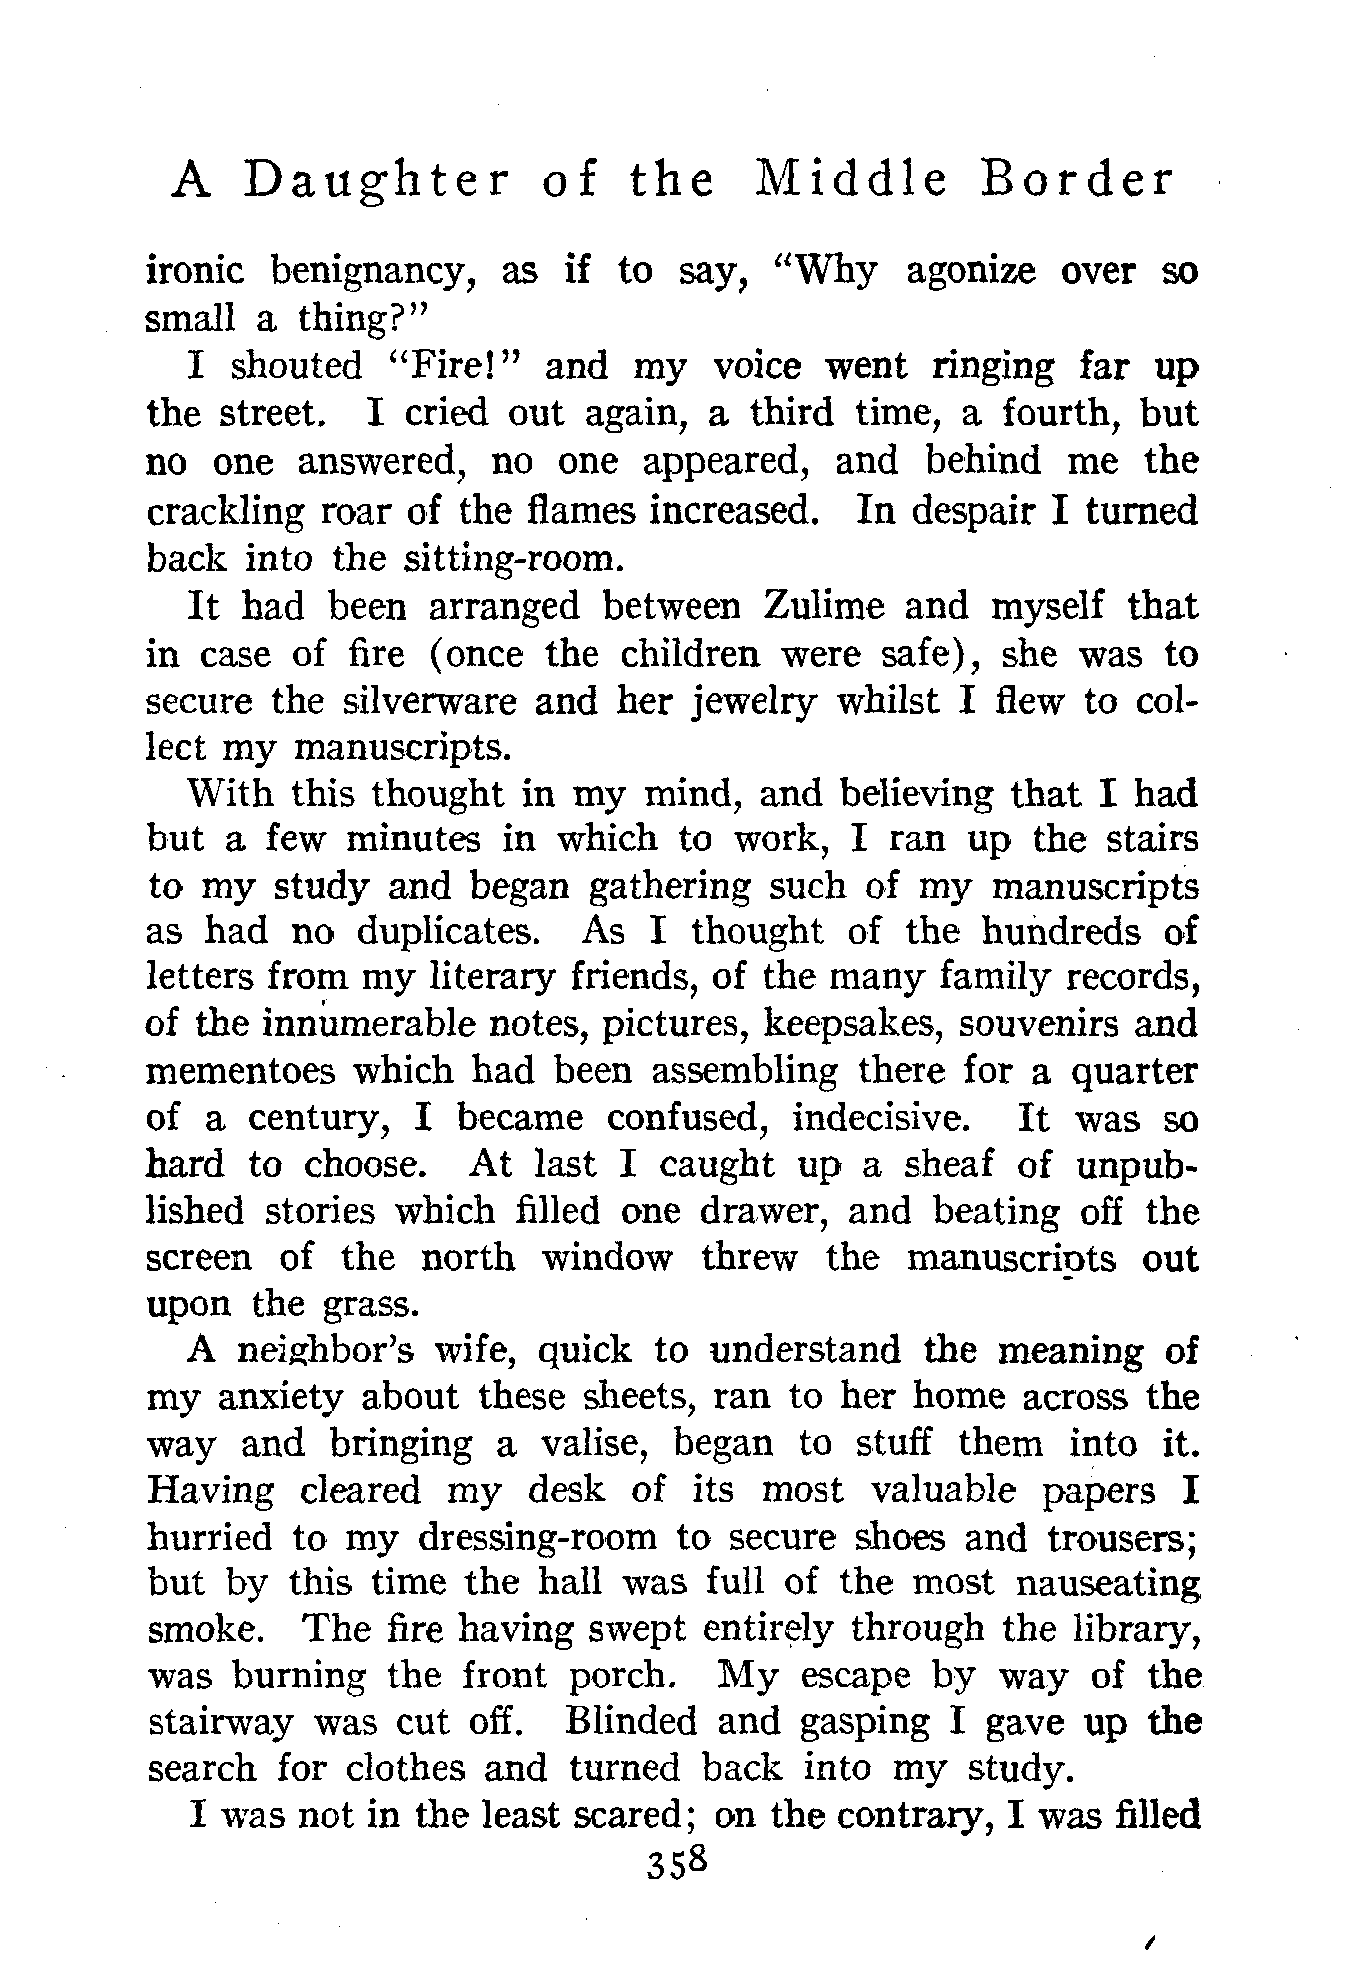 A Daughter of the Middle Border
ironic benignancy, as if to say, "Why agonize over so
small a thing?"
I shouted "Fire!" and my voice went ringing far up
the street. I cried out again, a third time, a fourth, but
no one answered, no one appeared, and behind me the
crackling roar of the flames increased. In despair I turned
back into the sitting-room.
It had been arranged between Zulime and myself that
in case of fire (once the children were safe), she was to
secure the silverware and her jewelry whilst I flew to col-
lect my manuscripts.
With this thought in my mind, and believing that I had
but a few minutes in which to work, I ran up the stairs
to my study and began gathering such of my manuscripts
as had no duplicates. As I thought of the hundreds of
letters from my literary friends, of the many family records,
of the innumerable notes, pictures, keepsakes, souvenirs and
mementoes which had been assembling there for a quarter
of a century, I became confused, indecisive. It was so
hard to choose. At last I caught up a sheaf of unpub-
lished stories which filled one drawer, and beating off the
screen of the north window threw the manuscripts out
upon the grass.
A neighbor's wife, quick to understand the meaning of
my anxiety about these sheets, ran to her home across the
way and bringing a valise, began to stuff them into it.
Having cleared my desk of its most valuable papers I
hurried to my dressing-room to secure shoes and trousers;
but by this time the hall was full of the most nauseating
smoke. The fire having swept entirely through the library,
was burning the front porch. My escape by way of the
stairway was cut off. Blinded and gasping I gave up the
search for clothes and turned back into my study.
I was not in the least scared; on the contrary, I was filled
358